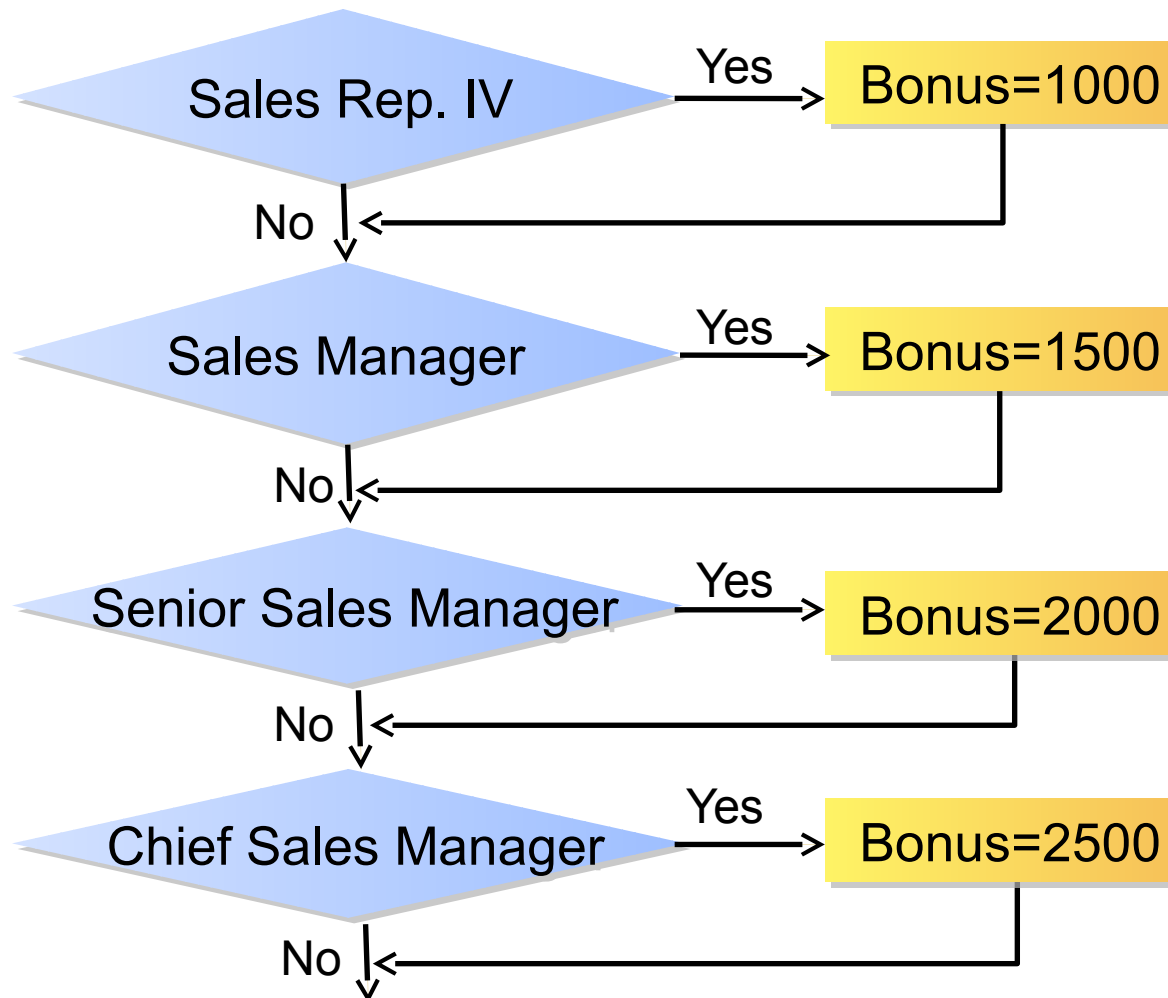 Sales Rep. IV
Yes
Bonus=1000
No
Sales Manager
Yes
Bonus=1500
No
Senior Sales Manager
Yes
Bonus=2000
No
Chief Sales Manager
Yes
Bonus=2500
No